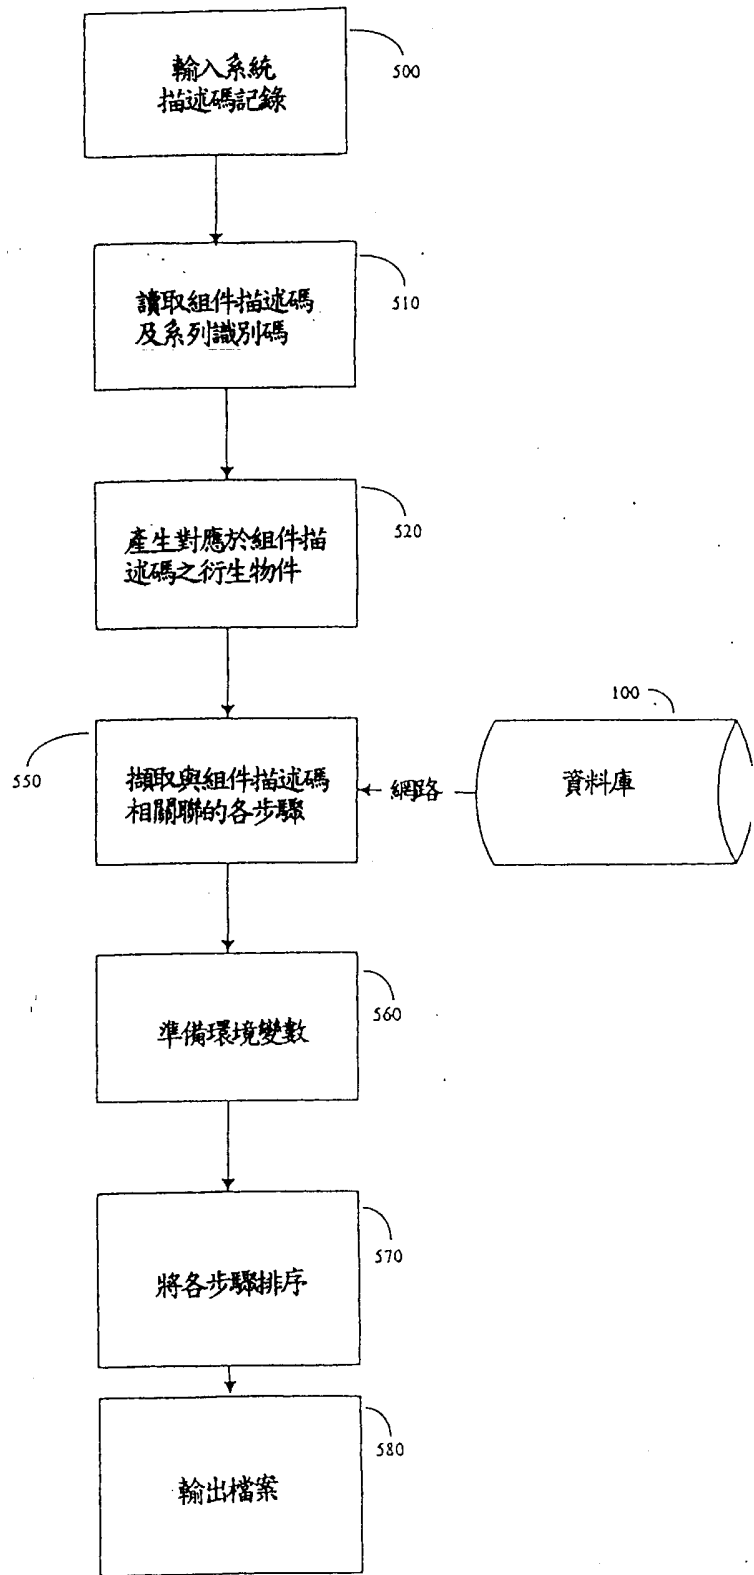 輸入系統
描述碼記錄
500
讀取組件描述碼
及系列識別碼
510
產生對應於組件描
述碼之衍生物件
520
100
550
擷取與組件描述碼
相關聯的各步驟
網路
資料庫
準備環境變數
560
將各步驟排序
570
輸出檔案
580